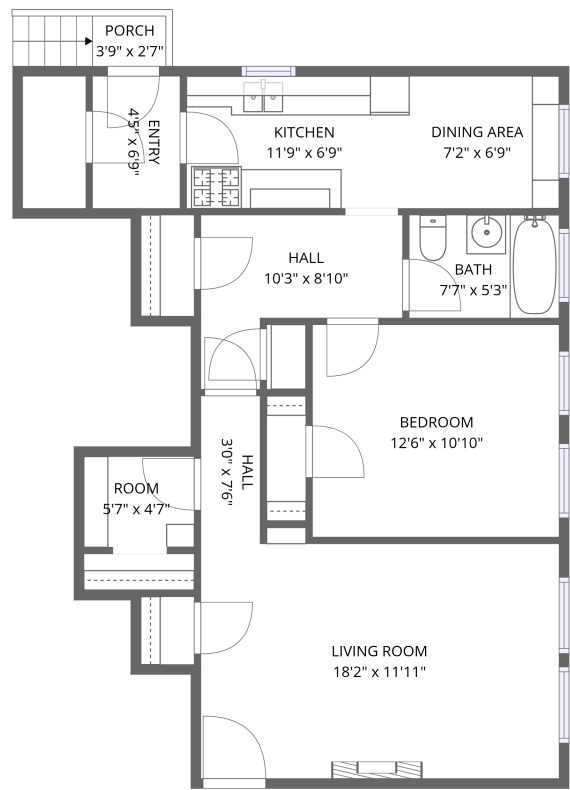 PORCH
3'9" x 2'7"
ENTRY
4'5" x 6'9"
KITCHEN
11'9" x 6'9"
DINING AREA
7'2" x 6'9"
HALL
10'3" x 8'10"
BATH
7'7" x 5'3"
BEDROOM
12'6" x 10'10"
HALL
3'0" x 7'6"
ROOM
5'7" x 4'7"
LIVING ROOM
18'2" x 11'11"